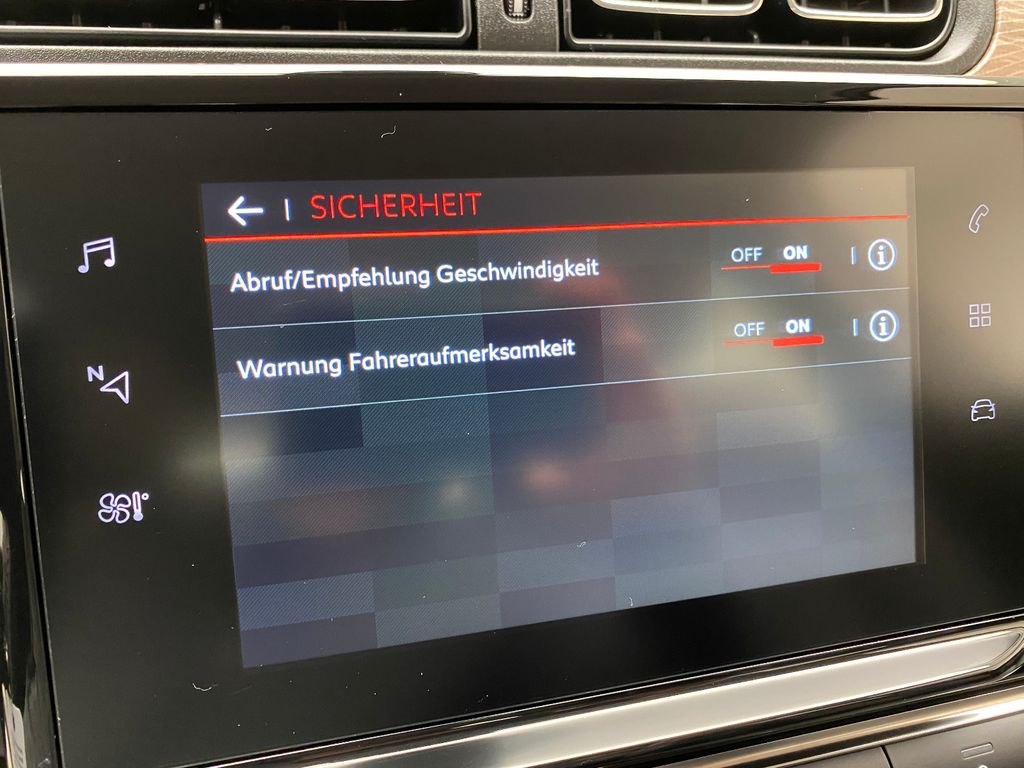 SICHERHEIT
Abruf/Empfehlung Geschwindigkeit OFF ON
Warnung Fahreraufmerksamkeit OFF ON
N